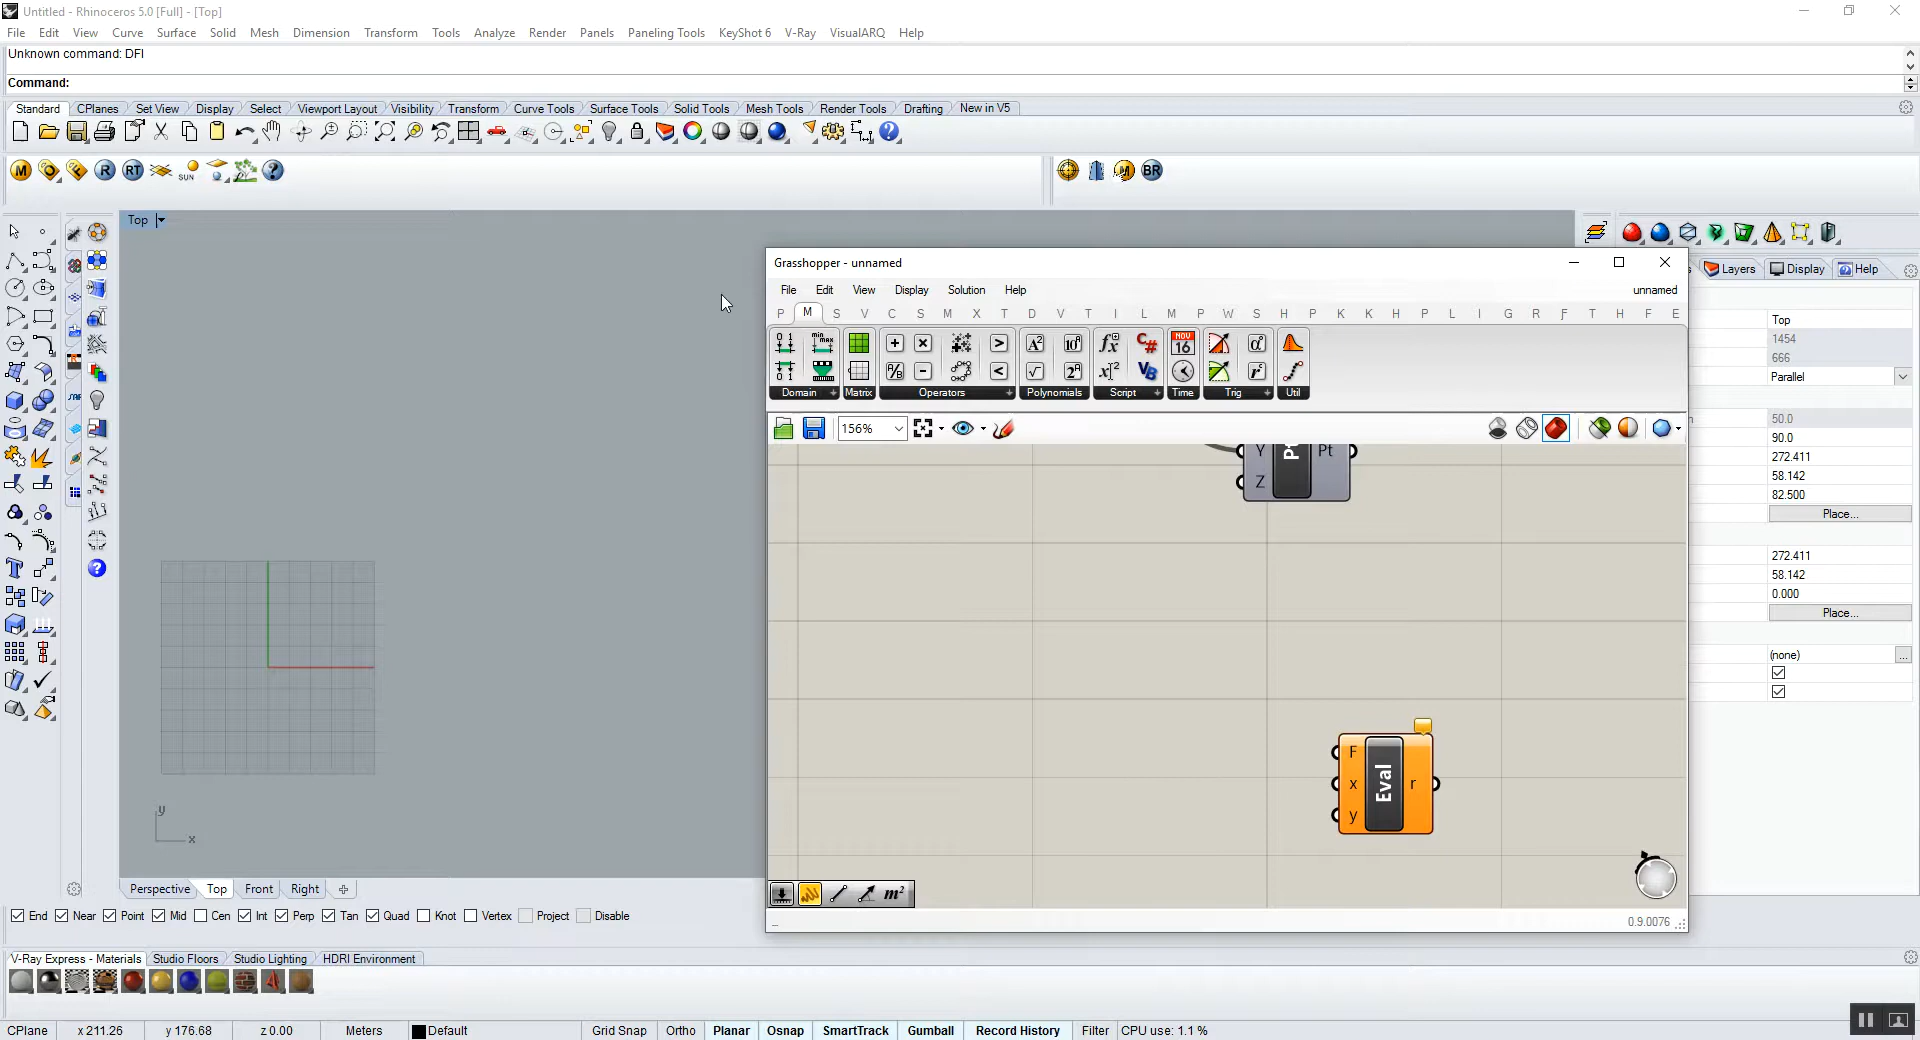 Untitled - Rhinoceros 5.0 [Full] - [Top]
File Edit View Curve Surface Solid Mesh Dimension Transform Tools Analyze Render Panels Paneling Tools KeyShot 6 V-Ray VisualARQ Help
Unknown command: DFI
Command:
Standard CPlanes Set View Display Select Viewport Layout Visibility Transform Curve Tools Surface Tools Solid Tools Mesh Tools Render Tools Drafting New in V5
M R RT SUN BR
Top
Layers Display Help
Grasshopper - unnamed
File Edit View Display Solution Help unnamed
P M S V C S M X T D V T I L M P W S H P K K H P L I G R F T H F E
Domain Matrix Operators Polynomials Script Time Trig Util
NOV 16
156%
Y Pt
Z
F
x Eval r
y
m²
0.9.0076
Top
1454
666
Parallel
50.0
90.0
272.411
58.142
82.500
Place...
272.411
58.142
0.000
Place...
(none) ...
y
x
Perspective Top Front Right
End Near Point Mid Cen Int Perp Tan Quad Knot Vertex Project Disable
V-Ray Express - Materials Studio Floors Studio Lighting HDRI Environment
CPlane x 211.26 y 176.68 z 0.00 Meters Default Grid Snap Ortho Planar Osnap SmartTrack Gumball Record History Filter CPU use: 1.1 %